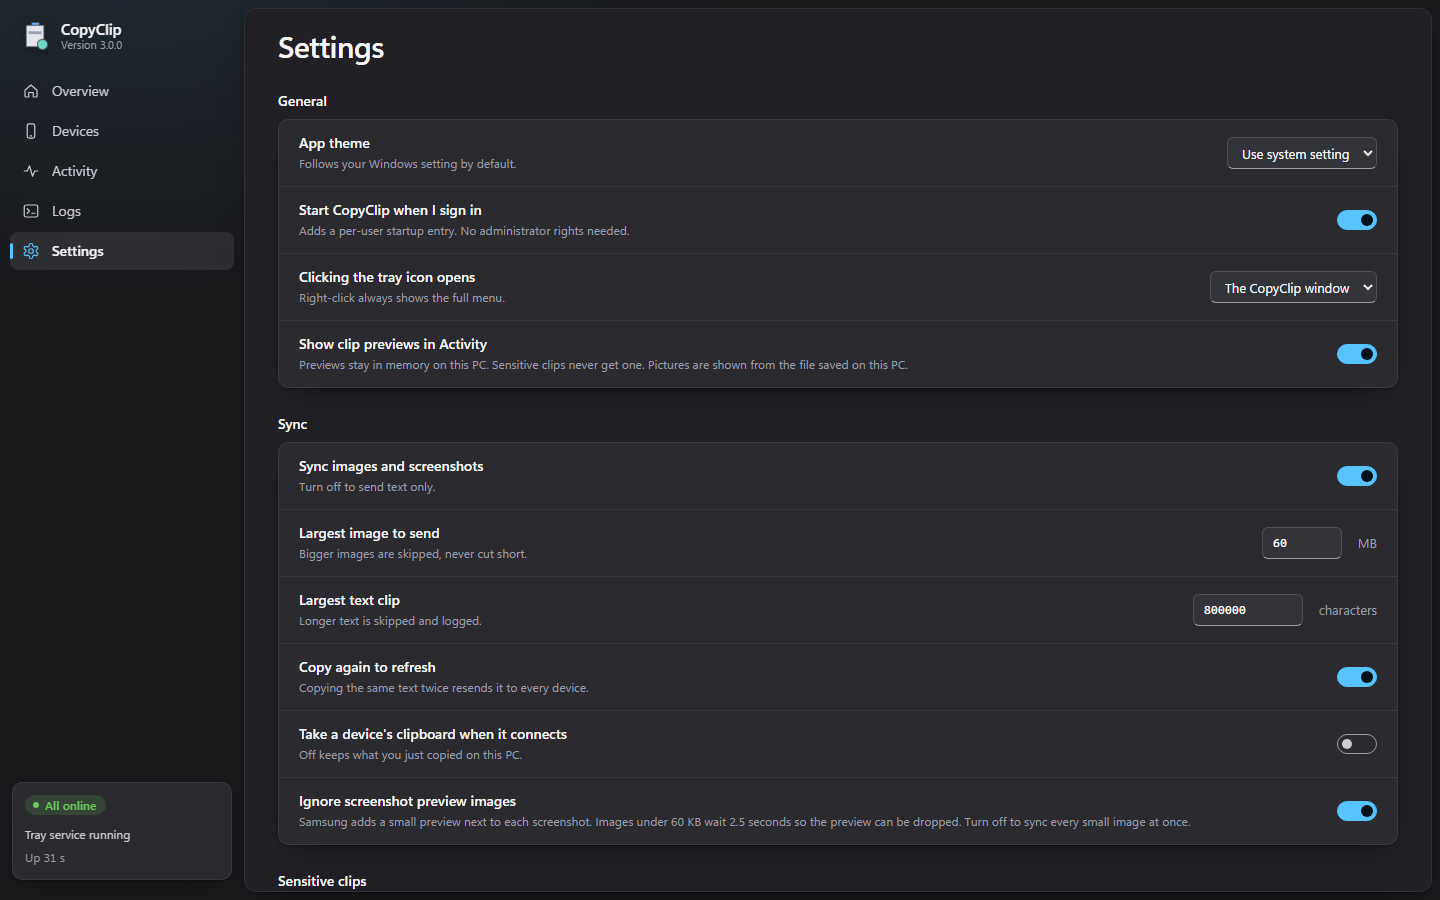 CopyClip
Version 3.0.0
Overview
Devices
Activity
Logs
Settings
All online
Tray service running
Up 31 s
Settings
General
App theme
Follows your Windows setting by default.
Use system setting
Start CopyClip when I sign in
Adds a per-user startup entry. No administrator rights needed.
Clicking the tray icon opens
Right-click always shows the full menu.
The CopyClip window
Show clip previews in Activity
Previews stay in memory on this PC. Sensitive clips never get one. Pictures are shown from the file saved on this PC.
Sync
Sync images and screenshots
Turn off to send text only.
Largest image to send
Bigger images are skipped, never cut short.
60 MB
Largest text clip
Longer text is skipped and logged.
800000 characters
Copy again to refresh
Copying the same text twice resends it to every device.
Take a device's clipboard when it connects
Off keeps what you just copied on this PC.
Ignore screenshot preview images
Samsung adds a small preview next to each screenshot. Images under 60 KB wait 2.5 seconds so the preview can be dropped. Turn off to sync every small image at once.
Sensitive clips